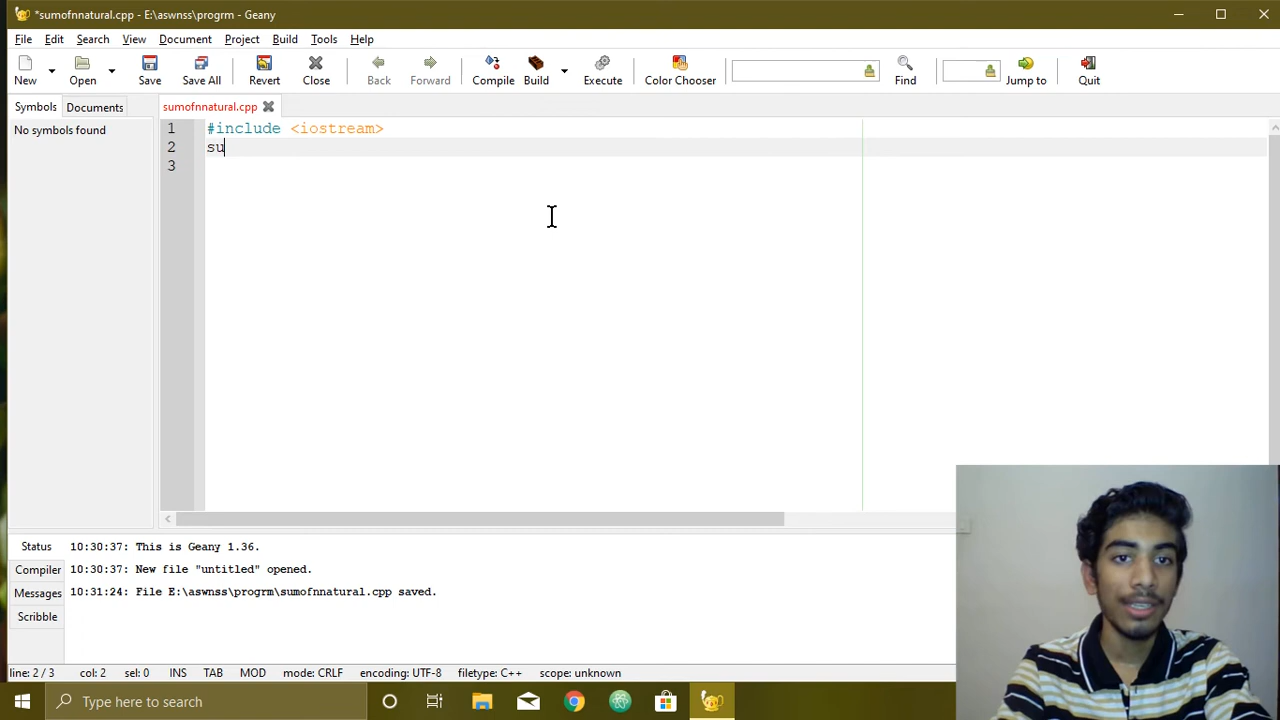 *sumofnnatural.cpp - E:\aswnss\progrm - Geany
File Edit Search View Document Project Build Tools Help
New Open Save Save All Revert Close Back Forward Compile Build Execute Color Chooser Find Jump to Quit
Symbols Documents sumofnnatural.cpp
No symbols found
1 #include <iostream>
2 su
3
Status 10:30:37: This is Geany 1.36.
Compiler 10:30:37: New file "untitled" opened.
Messages 10:31:24: File E:\aswnss\progrm\sumofnnatural.cpp saved.
Scribble
line: 2 / 3 col: 2 sel: 0 INS TAB MOD mode: CRLF encoding: UTF-8 filetype: C++ scope: unknown
Type here to search